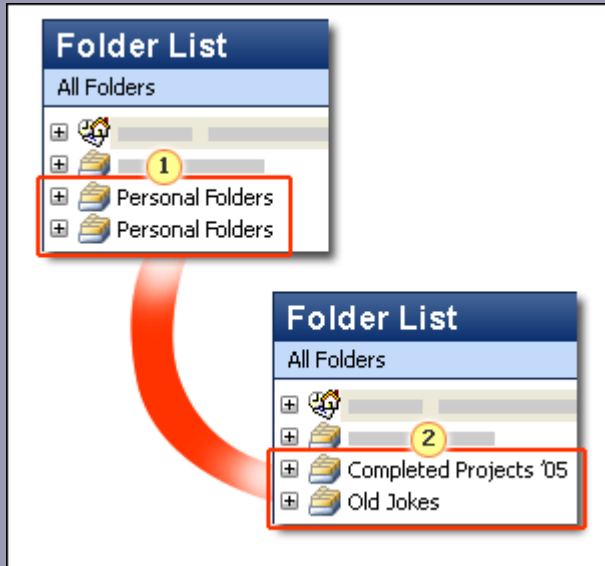 Folder List
All Folders
1
Personal Folders
Personal Folders
Folder List
All Folders
2
Completed Projects '05
Old Jokes